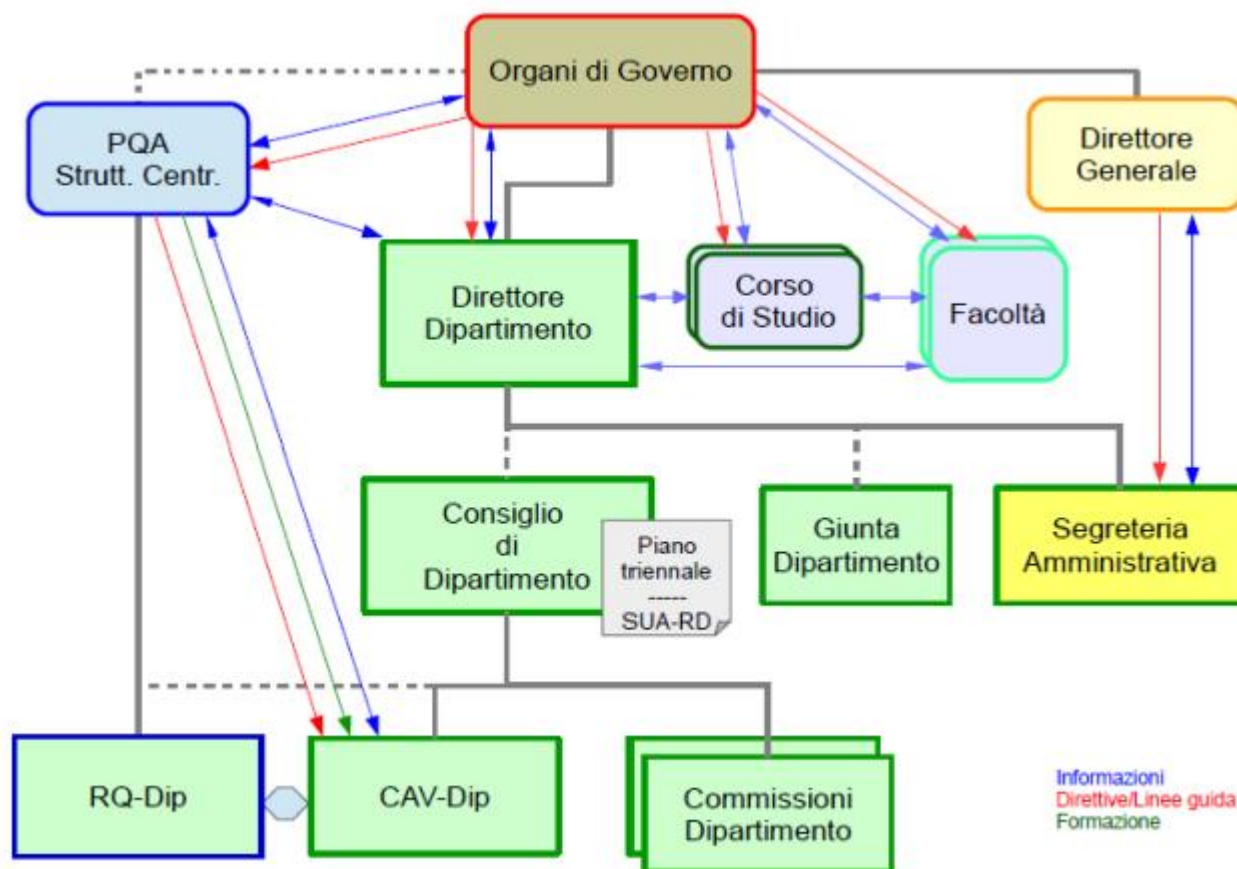 Organi di Governo
PQA
Strutt. Centr.
Direttore
Generale
Direttore
Dipartimento
Corso
di Studio
Facoltà
Consiglio
di
Dipartimento
Piano
triennale
-----
SUA-RD
Giunta
Dipartimento
Segreteria
Amministrativa
RQ-Dip
CAV-Dip
Commissioni
Dipartimento
Informazioni
Direttive/Linee guida
Formazione